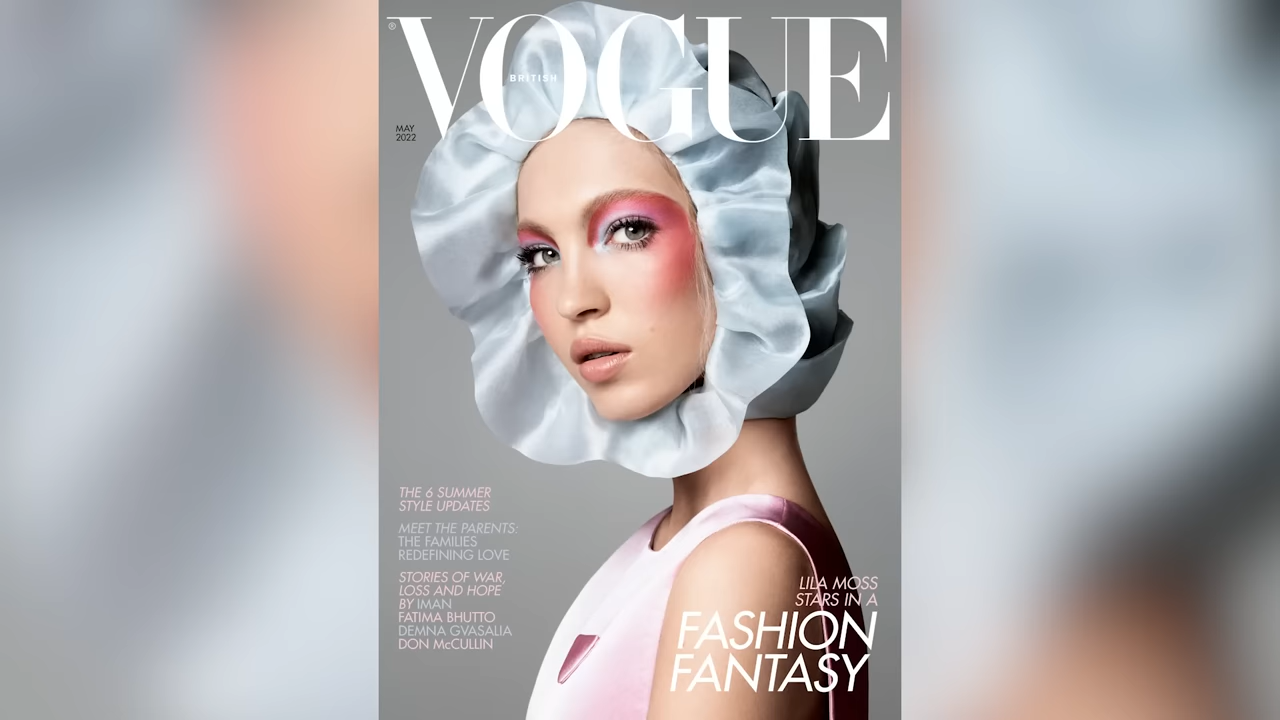 ®
VOGUE
BRITISH
MAY
2022
THE 6 SUMMER
STYLE UPDATES
MEET THE PARENTS:
THE FAMILIES
REDEFINING LOVE
STORIES OF WAR,
LOSS AND HOPE
BY IMAN
FATIMA BHUTTO
DEMNA GVASALIA
DON McCULLIN
LILA MOSS
STARS IN A
FASHION
FANTASY